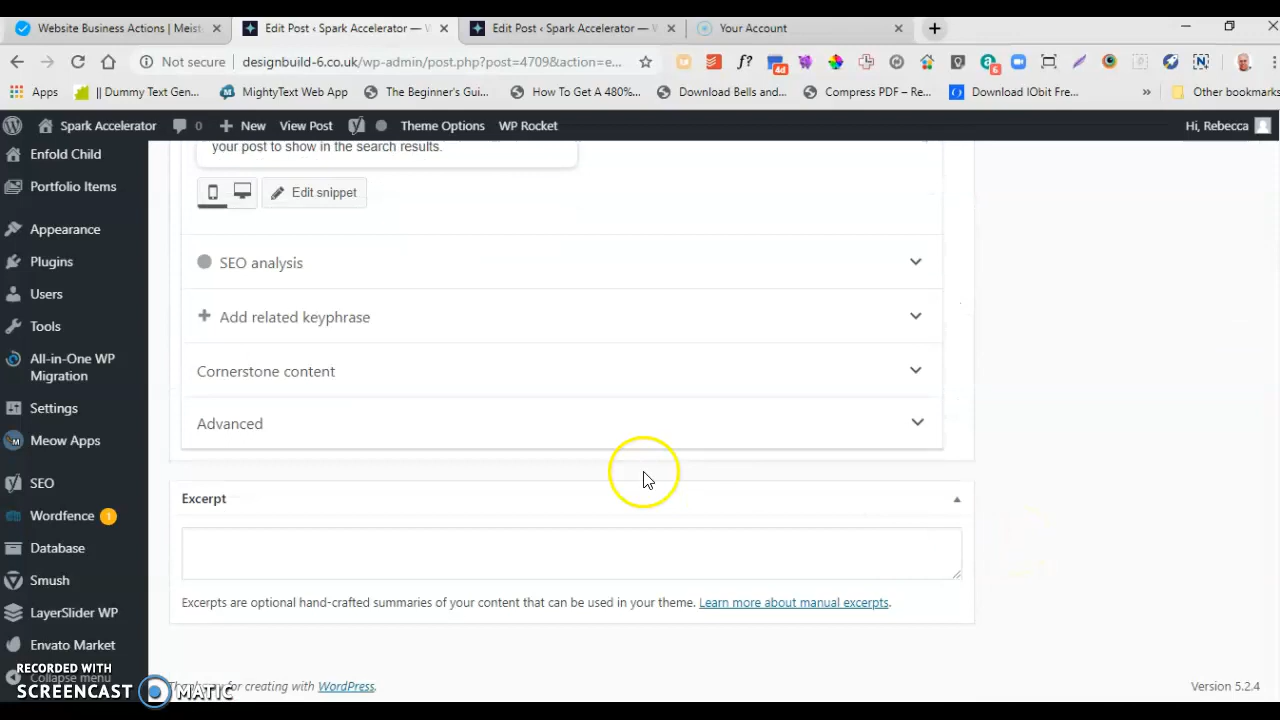 Website Business Actions | Meist
Edit Post ‹ Spark Accelerator — W
Edit Post ‹ Spark Accelerator — W
Your Account
Not secure
designbuild-6.co.uk/wp-admin/post.php?post=4709&action=e...
f?
4d
6
N
Apps
|| Dummy Text Gen...
MightyText Web App
The Beginner's Gui...
How To Get A 480%...
Download Bells and...
Compress PDF – Re...
Download IObit Fre...
»
Other bookmarks
Spark Accelerator
0
New
View Post
Theme Options
WP Rocket
Hi, Rebecca
Enfold Child
Portfolio Items
Appearance
Plugins
Users
Tools
All-in-One WP
Migration
Settings
Meow Apps
SEO
Wordfence 1
Database
Smush
LayerSlider WP
Envato Market
Collapse menu
your post to show in the search results.
Edit snippet
SEO analysis
Add related keyphrase
Cornerstone content
Advanced
Excerpt
Excerpts are optional hand-crafted summaries of your content that can be used in your theme. Learn more about manual excerpts.
for creating with WordPress.
Version 5.2.4
RECORDED WITH
SCREENCAST MATIC